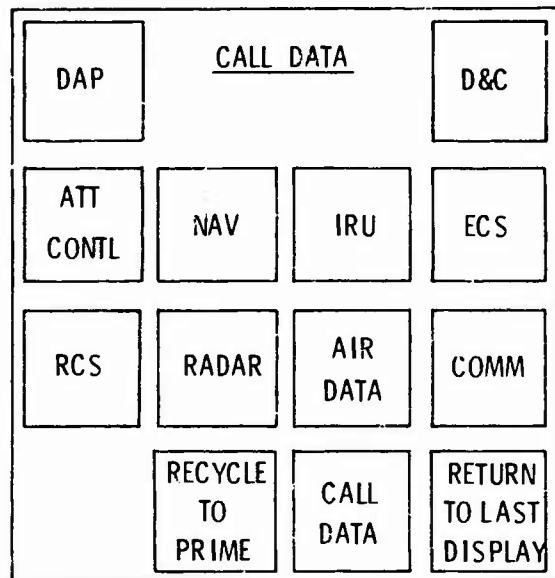 DAP
CALL DATA
D&C
ATT
CONTL
NAV
IRU
ECS
RCS
RADAR
AIR
DATA
COMM
RECYCLE
TO
PRIME
CALL
DATA
RETURN
TO LAST
DISPLAY